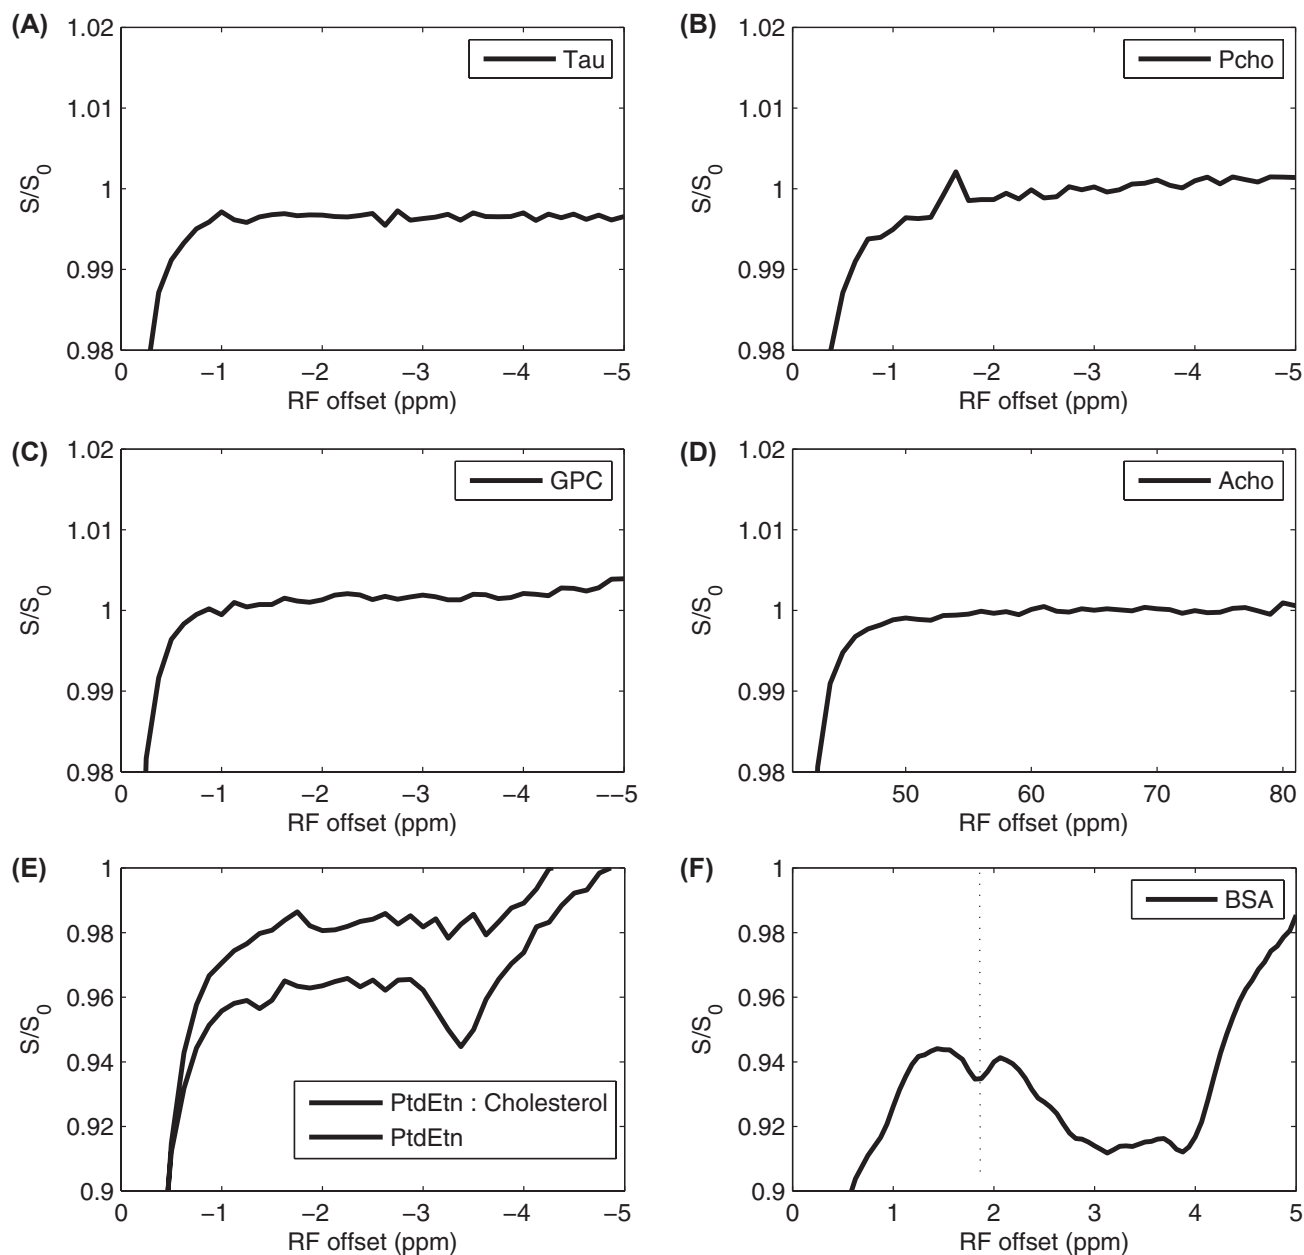 (A)
1.02
1.01
1
0.99
0.98
S/S0
Tau
0 −1 −2 −3 −4 −5
RF offset (ppm)
(B)
1.02
1.01
1
0.99
0.98
S/S0
Pcho
0 −1 −2 −3 −4 −5
RF offset (ppm)
(C)
1.02
1.01
1
0.99
0.98
S/S0
GPC
0 −1 −2 −3 −4 −−5
RF offset (ppm)
(D)
1.02
1.01
1
0.99
0.98
S/S0
Acho
50 60 70 80
RF offset (ppm)
(E)
1
0.98
0.96
0.94
0.92
0.9
S/S0
PtdEtn : Cholesterol
PtdEtn
0 −1 −2 −3 −4 −5
RF offset (ppm)
(F)
1
0.98
0.96
0.94
0.92
0.9
S/S0
BSA
0 1 2 3 4 5
RF offset (ppm)